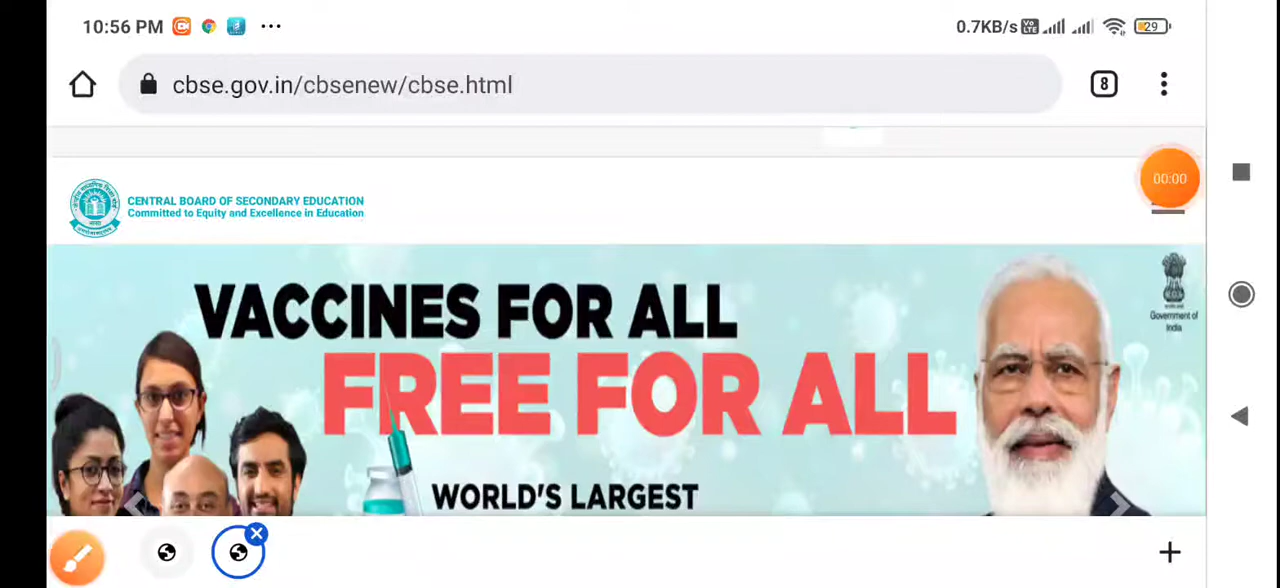 10:56 PM ... 0.7KB/s Vo LTE 29
cbse.gov.in/cbsenew/cbse.html 8
CENTRAL BOARD OF SECONDARY EDUCATION
Committed to Equity and Excellence in Education
00:00
VACCINES FOR ALL
FREE FOR ALL
WORLD'S LARGEST
Government of
India